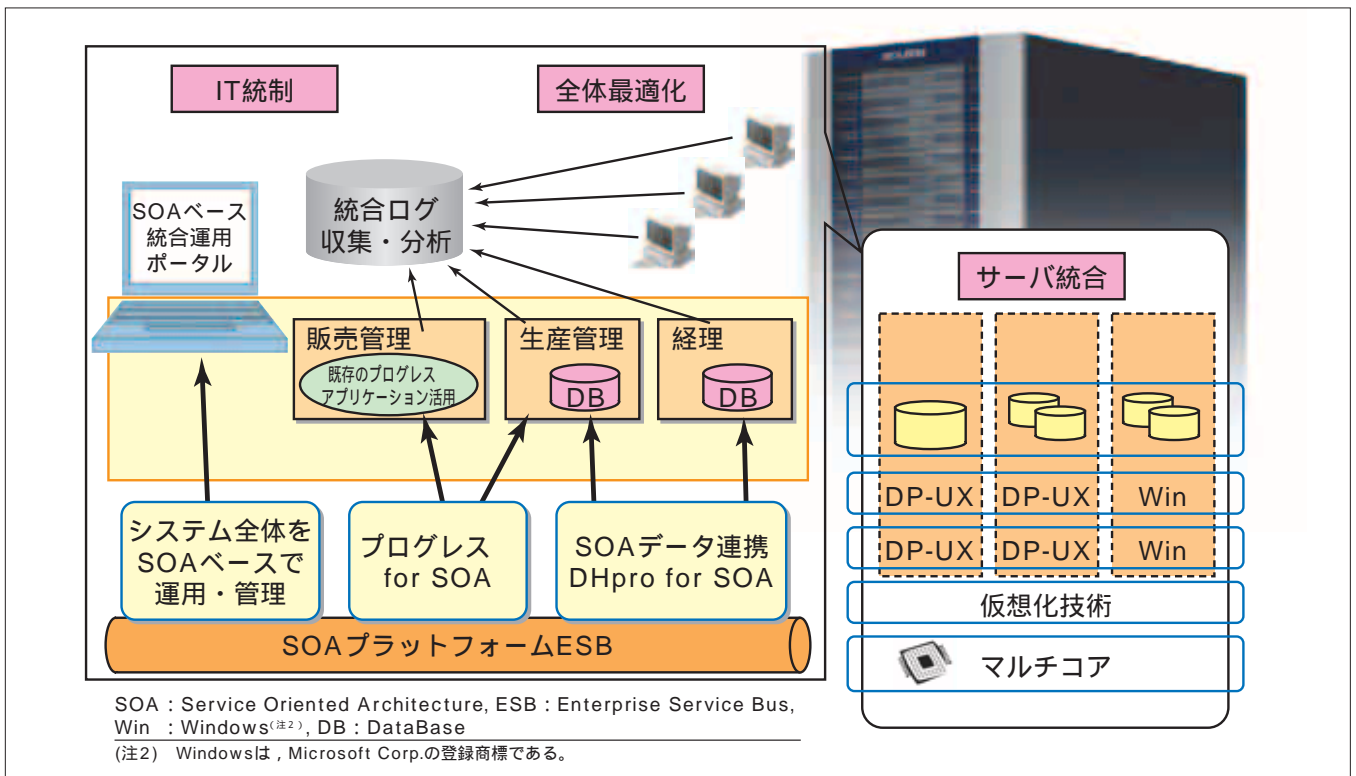 IT統制
全体最適化
SOAベース
統合運用
ポータル
統合ログ
収集・分析
販売管理
既存のプログレス
アプリケーション活用
生産管理
DB
経理
DB
システム全体を
SOAベースで
運用・管理
プログレス
for SOA
SOAデータ連携
DHpro for SOA
SOAプラットフォームESB
サーバ統合
DP-UX DP-UX Win
DP-UX DP-UX Win
仮想化技術
マルチコア
SOA：Service Oriented Architecture, ESB：Enterprise Service Bus,
Win ：Windows(注2), DB：DataBase
(注2) Windowsは，Microsoft Corp.の登録商標である。